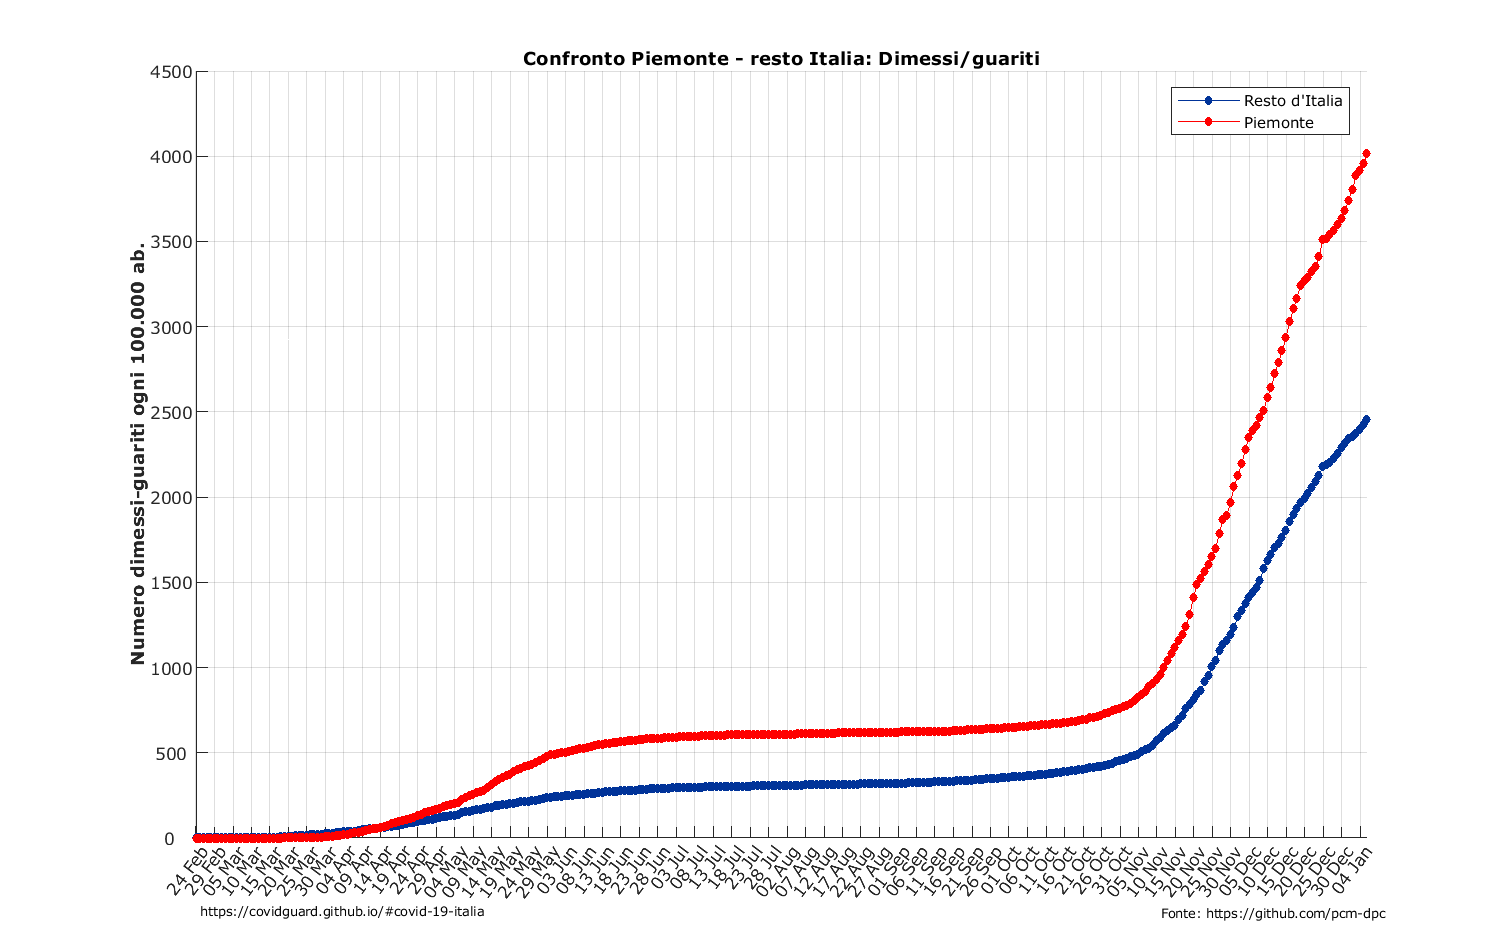 Confronto Piemonte - resto Italia: Dimessi/guariti
Numero dimessi-guariti ogni 100.000 ab.
4500
4000
3500
3000
2500
2000
1500
1000
500
0
Resto d'Italia
Piemonte
24 Feb
29 Feb
05 Mar
10 Mar
15 Mar
20 Mar
25 Mar
30 Mar
04 Apr
09 Apr
14 Apr
19 Apr
24 Apr
29 Apr
04 May
09 May
14 May
19 May
24 May
29 May
03 Jun
08 Jun
13 Jun
18 Jun
23 Jun
28 Jun
03 Jul
08 Jul
13 Jul
18 Jul
23 Jul
28 Jul
02 Aug
07 Aug
12 Aug
17 Aug
22 Aug
27 Aug
01 Sep
06 Sep
11 Sep
16 Sep
21 Sep
26 Sep
01 Oct
06 Oct
11 Oct
16 Oct
21 Oct
26 Oct
31 Oct
05 Nov
10 Nov
15 Nov
20 Nov
25 Nov
30 Nov
05 Dec
10 Dec
15 Dec
20 Dec
25 Dec
30 Dec
04 Jan
https://covidguard.github.io/#covid-19-italia
Fonte: https://github.com/pcm-dpc